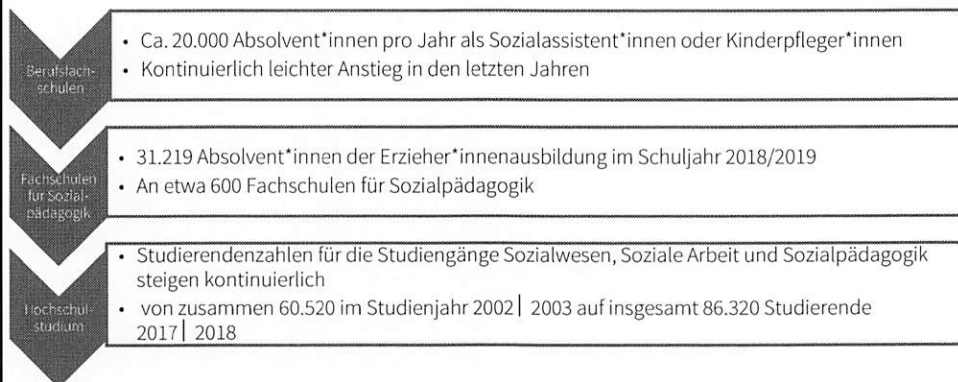 Berufsfach-
schulen
• Ca. 20.000 Absolvent*innen pro Jahr als Sozialassistent*innen oder Kinderpfleger*innen
• Kontinuierlich leichter Anstieg in den letzten Jahren
Fachschulen
für Sozial-
pädagogik
• 31.219 Absolvent*innen der Erzieher*innenausbildung im Schuljahr 2018/2019
• An etwa 600 Fachschulen für Sozialpädagogik
Hochschul-
studium
• Studierendenzahlen für die Studiengänge Sozialwesen, Soziale Arbeit und Sozialpädagogik
steigen kontinuierlich
• von zusammen 60.520 im Studienjahr 2002| 2003 auf insgesamt 86.320 Studierende
2017| 2018